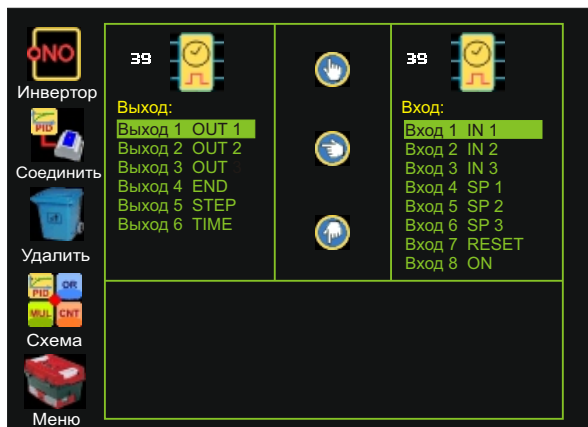 NO
Инвертор
PID
Соединить
Удалить
PID OR
MUL CNT
Схема
Меню
39
Выход:
Выход 1 OUT 1
Выход 2 OUT 2
Выход 3 OUT 3
Выход 4 END
Выход 5 STEP
Выход 6 TIME
39
Вход:
Вход 1 IN 1
Вход 2 IN 2
Вход 3 IN 3
Вход 4 SP 1
Вход 5 SP 2
Вход 6 SP 3
Вход 7 RESET
Вход 8 ON